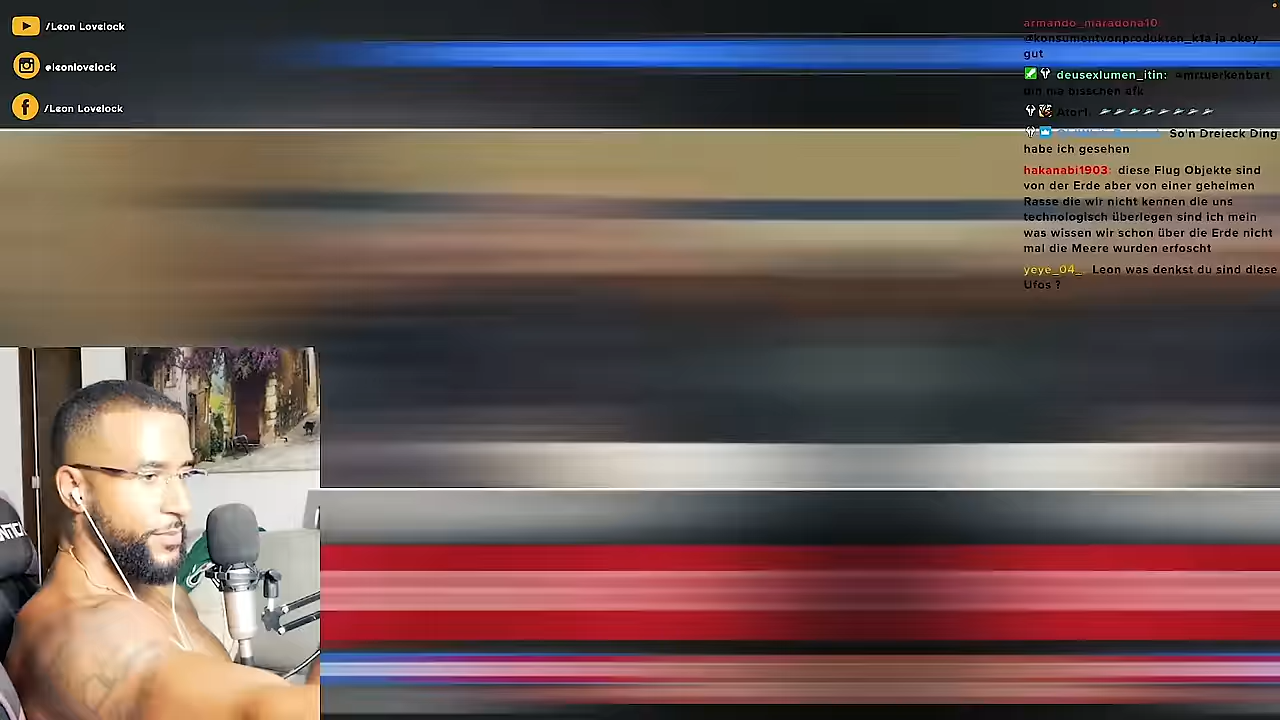 /Leon Lovelock
@leonlovelock
/Leon Lovelock
armando_maradona10:
@konsumentvonprodukten_k1a ja okey
gut
deusexlumen_itin: @mrtuerkenbart
bin ma bisschen afk
Ator1:
So'n Dreieck Ding
habe ich gesehen
hakanabi1903: diese Flug Objekte sind
von der Erde aber von einer geheimen
Rasse die wir nicht kennen die uns
technologisch überlegen sind ich mein
was wissen wir schon über die Erde nicht
mal die Meere wurden erfoscht
yeye_04_: Leon was denkst du sind diese
Ufos ?